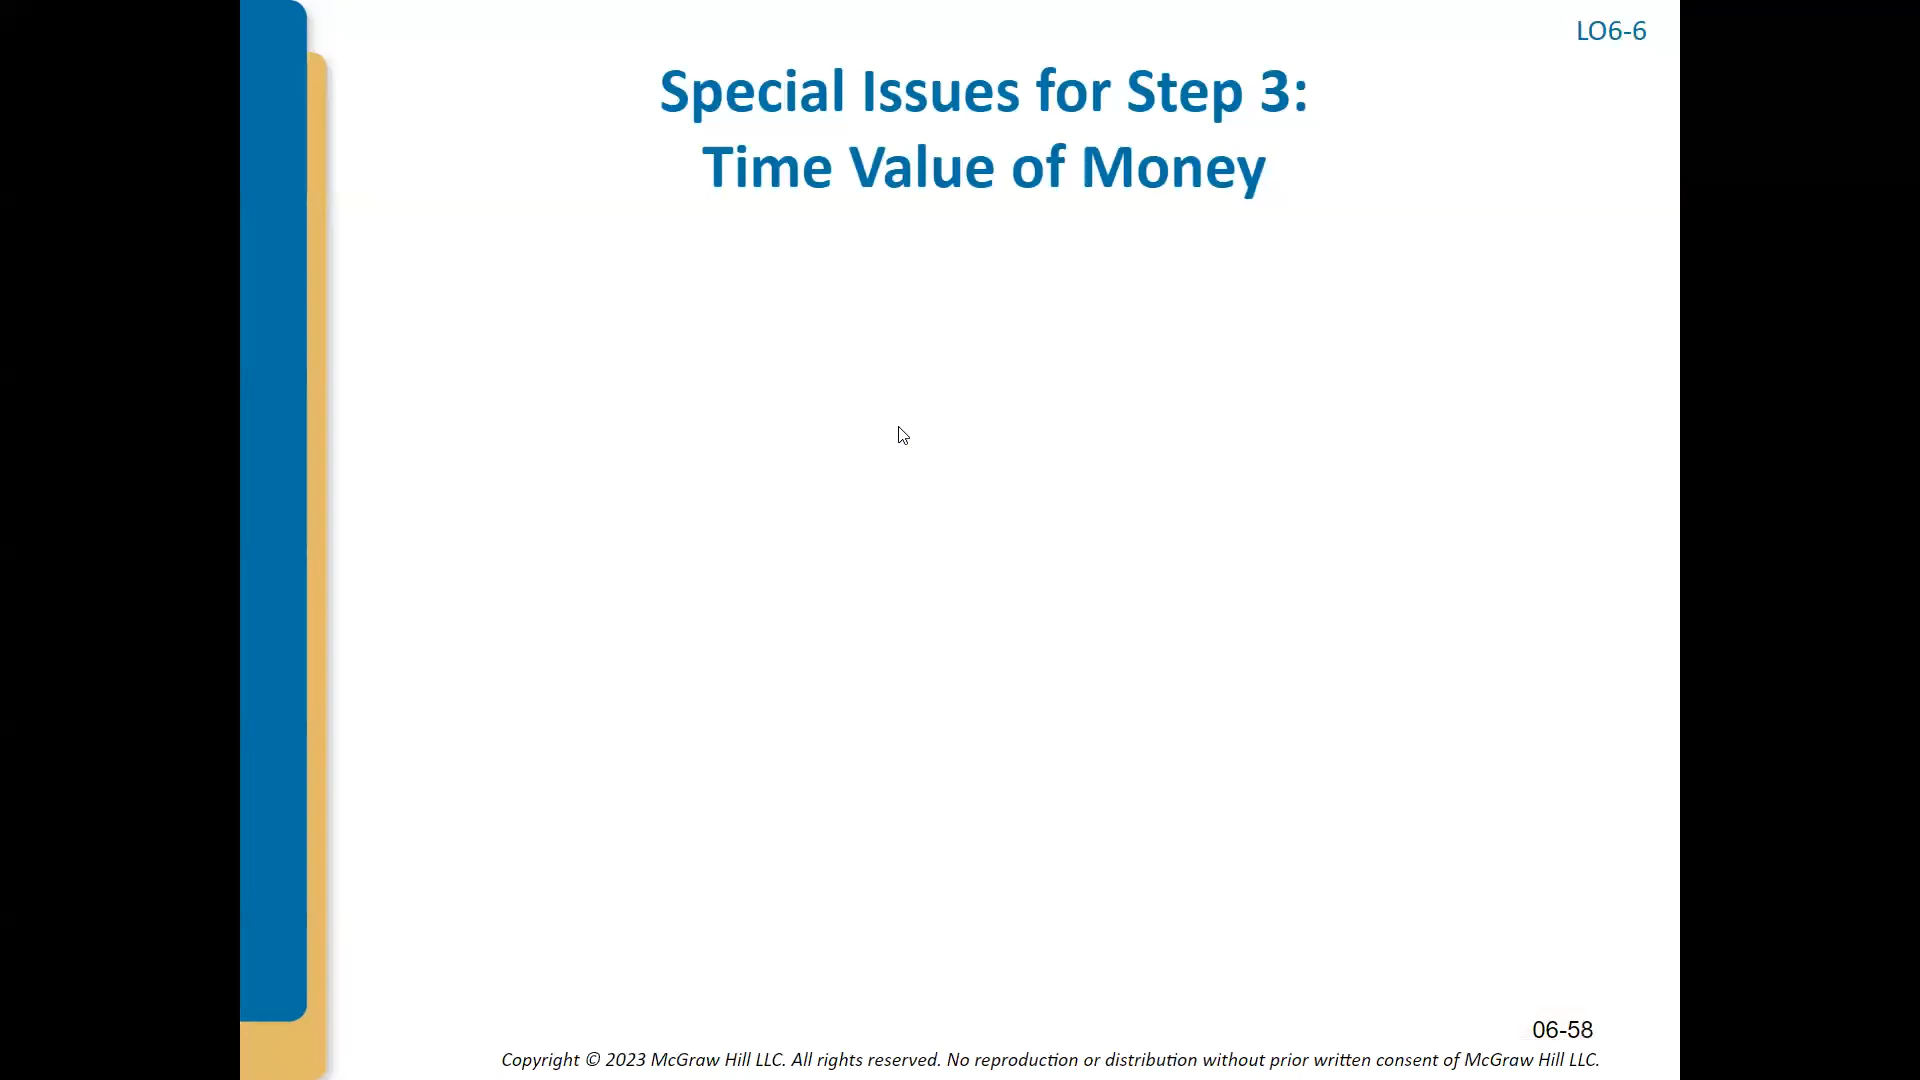 LO6-6
Special Issues for Step 3:
Time Value of Money
06-58
Copyright © 2023 McGraw Hill LLC. All rights reserved. No reproduction or distribution without prior written consent of McGraw Hill LLC.